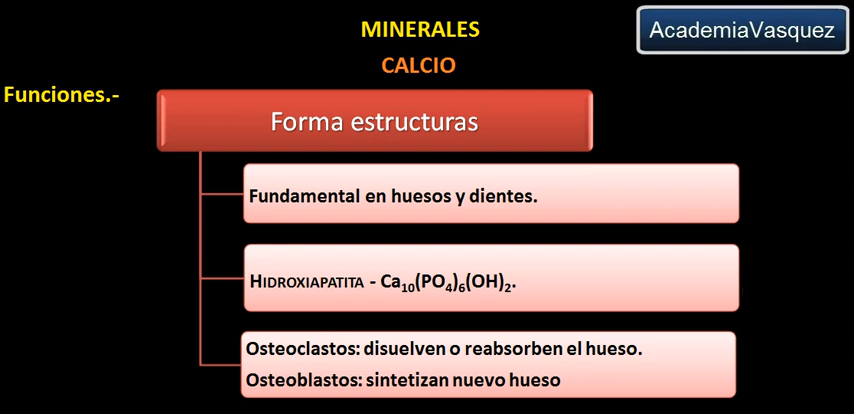 MINERALES
AcademiaVasquez
CALCIO
Funciones.-
Forma estructuras
Fundamental en huesos y dientes.
HIDROXIAPATITA - Ca₁₀(PO₄)₆(OH)₂.
Osteoclastos: disuelven o reabsorben el hueso.
Osteoblastos: sintetizan nuevo hueso